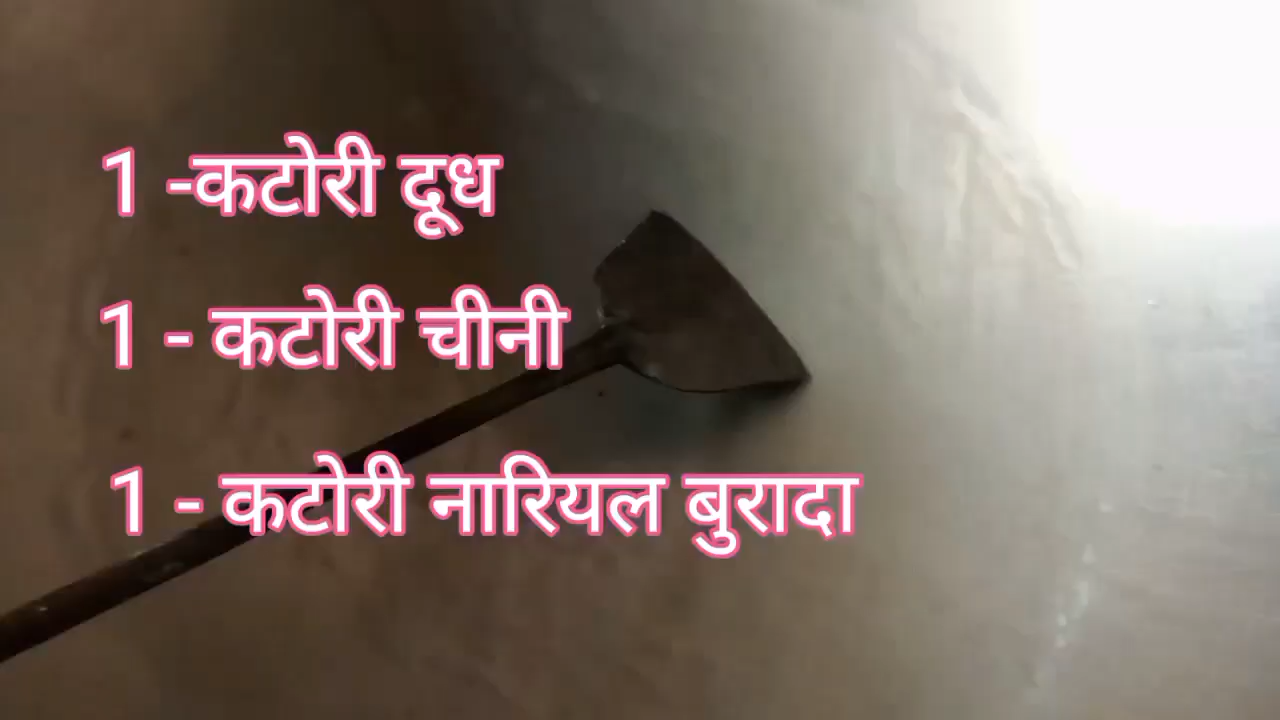 1 -कटोरी दूध
1 - कटोरी चीनी
1 - कटोरी नारियल बुरादा